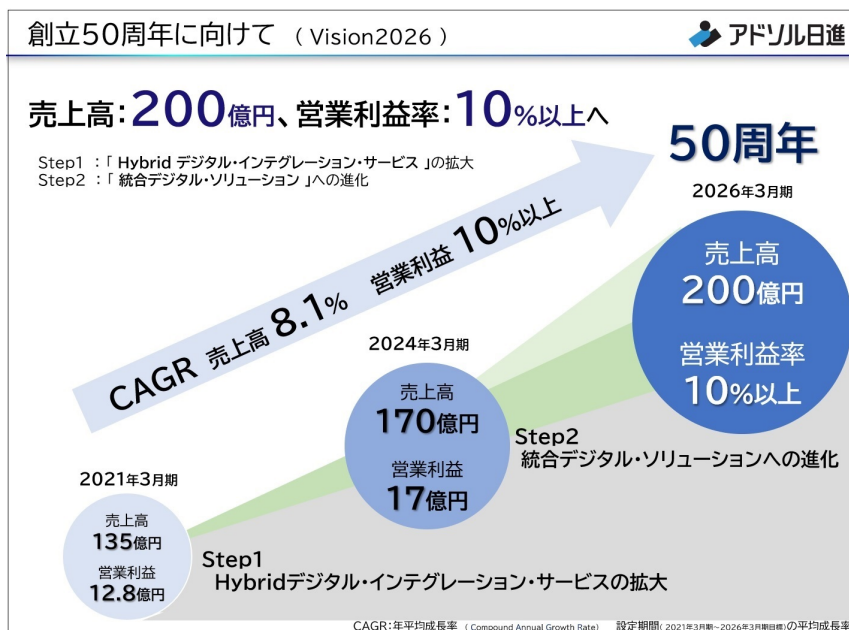 創立50周年に向けて （ Vision2026 ）
アドソル日進
売上高：200億円、営業利益率：10％以上へ
Step1 ：「 Hybrid デジタル・インテグレーション・サービス 」の拡大
Step2 ：「 統合デジタル・ソリューション 」への進化
50周年
2026年3月期
売上高
200億円
営業利益率
10％以上
CAGR 売上高 8.1％ 営業利益 10％以上
2024年3月期
売上高
170億円
営業利益
17億円
Step2
統合デジタル・ソリューションへの進化
2021年3月期
売上高
135億円
営業利益
12.8億円
Step1
Hybridデジタル・インテグレーション・サービスの拡大
CAGR：年平均成長率 （ Compound Annual Growth Rate） 設定期間（ 2021年3月期～2026年3月期目標）の平均成長率